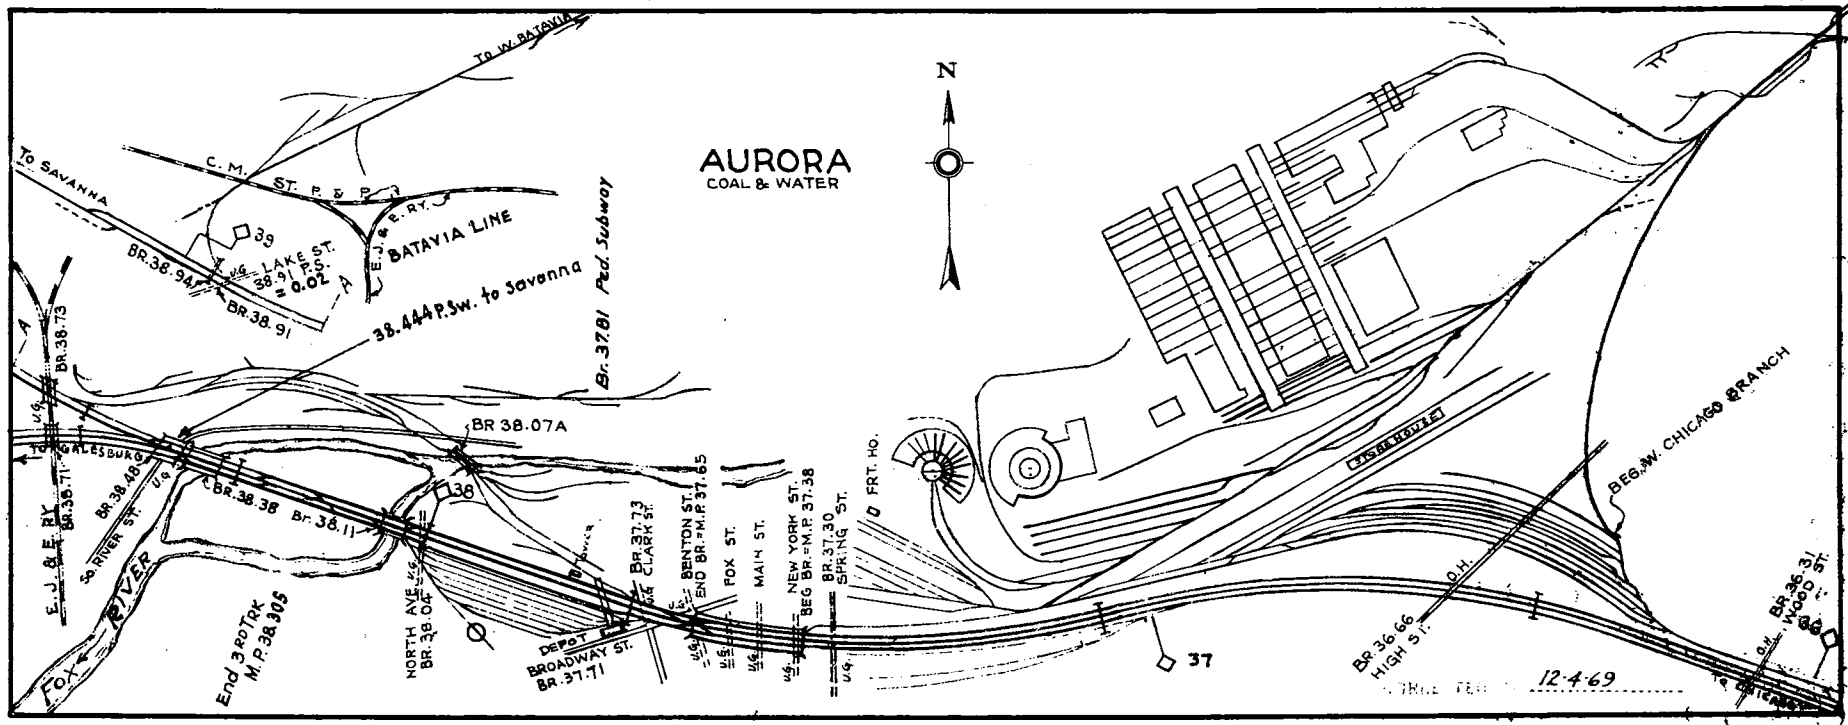 To W. BATAVIA
N
AURORA
COAL & WATER
To SAVANNA
C. M. ST. P. & P.
E. J. & E. RY.
BATAVIA LINE
39
U.G. LAKE ST.
38.91 P.S.
= 0.02
A
BR. 38.94
BR. 38.91
38.444 P.Sw. to Savanna
Br. 37.81 Ped. Subway
A
BR. 38.73
U.G.
To GALESBURG
BR. 38.71
E. J. & E. RY
BR. 38.48
SO. RIVER ST.
U.G.
BR. 38.38
Br. 38.11
BR 38.07A
38
FOX RIVER
End 3RD TRK
M.P. 38.305
NORTH AVE. U.G.
BR. 38.04
TOWER
DEPOT
BROADWAY ST.
BR. 37.71
BR. 37.73
U.G. CLARK ST.
U.G. BENTON ST.
END BR. = M.P. 37.65
U.G. FOX ST.
U.G. MAIN ST.
U.G. NEW YORK ST.
BEG BR. = M.P. 37.38
BR. 37.30
U.G. SPRING ST.
FRT. HO.
STOREHOUSE
37
BEG. W. CHICAGO BRANCH
O.H.
BR. 36.66
HIGH ST.
BR. 36.31
O.H. WOOD ST.
36
To CHICAGO
12-4-69